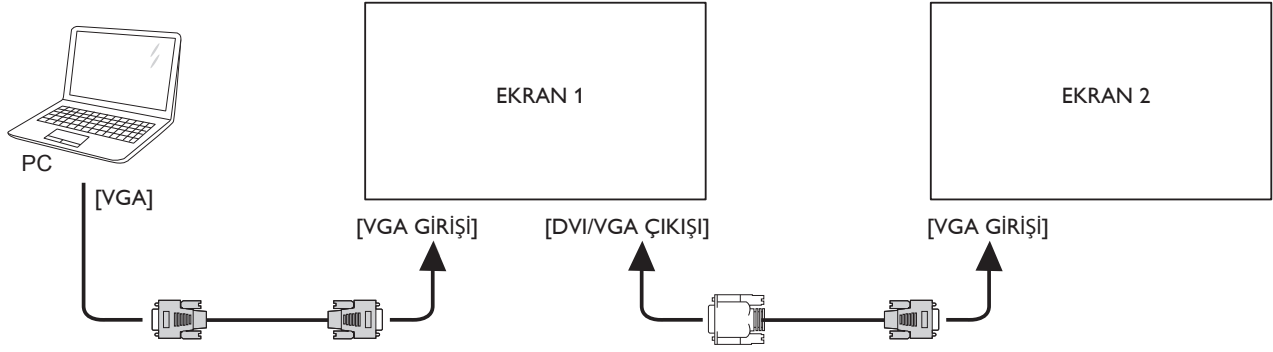 EKRAN 1
EKRAN 2
PC
[VGA]
[VGA GİRİŞİ]
[DVI/VGA ÇIKIŞI]
[VGA GİRİŞİ]